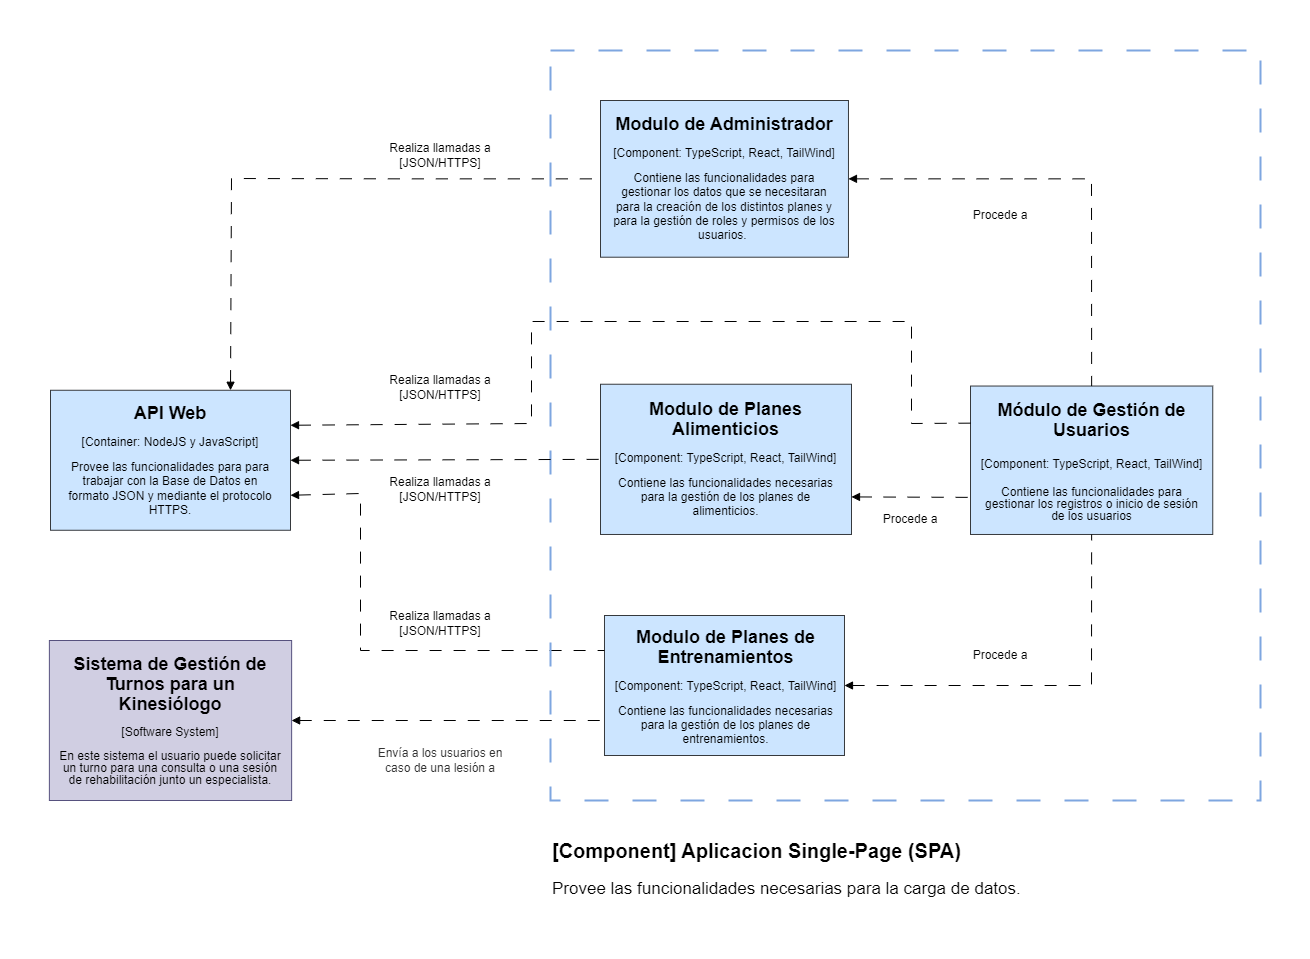 Modulo de Administrador
[Component: TypeScript, React, TailWind]
Contiene las funcionalidades para
gestionar los datos que se necesitaran
para la creación de los distintos planes y
para la gestión de roles y permisos de los
usuarios.
Realiza llamadas a
[JSON/HTTPS]
Procede a
Realiza llamadas a
[JSON/HTTPS]
API Web
[Container: NodeJS y JavaScript]
Provee las funcionalidades para para
trabajar con la Base de Datos en
formato JSON y mediante el protocolo
HTTPS.
Modulo de Planes
Alimenticios
[Component: TypeScript, React, TailWind]
Contiene las funcionalidades necesarias
para la gestión de los planes de
alimenticios.
Módulo de Gestión de
Usuarios
[Component: TypeScript, React, TailWind]
Contiene las funcionalidades para
gestionar los registros o inicio de sesión
de los usuarios
Realiza llamadas a
[JSON/HTTPS]
Procede a
Realiza llamadas a
[JSON/HTTPS]
Sistema de Gestión de
Turnos para un
Kinesiólogo
[Software System]
En este sistema el usuario puede solicitar
un turno para una consulta o una sesión
de rehabilitación junto un especialista.
Modulo de Planes de
Entrenamientos
[Component: TypeScript, React, TailWind]
Contiene las funcionalidades necesarias
para la gestión de los planes de
entrenamientos.
Procede a
Envía a los usuarios en
caso de una lesión a
[Component] Aplicacion Single-Page (SPA)
Provee las funcionalidades necesarias para la carga de datos.